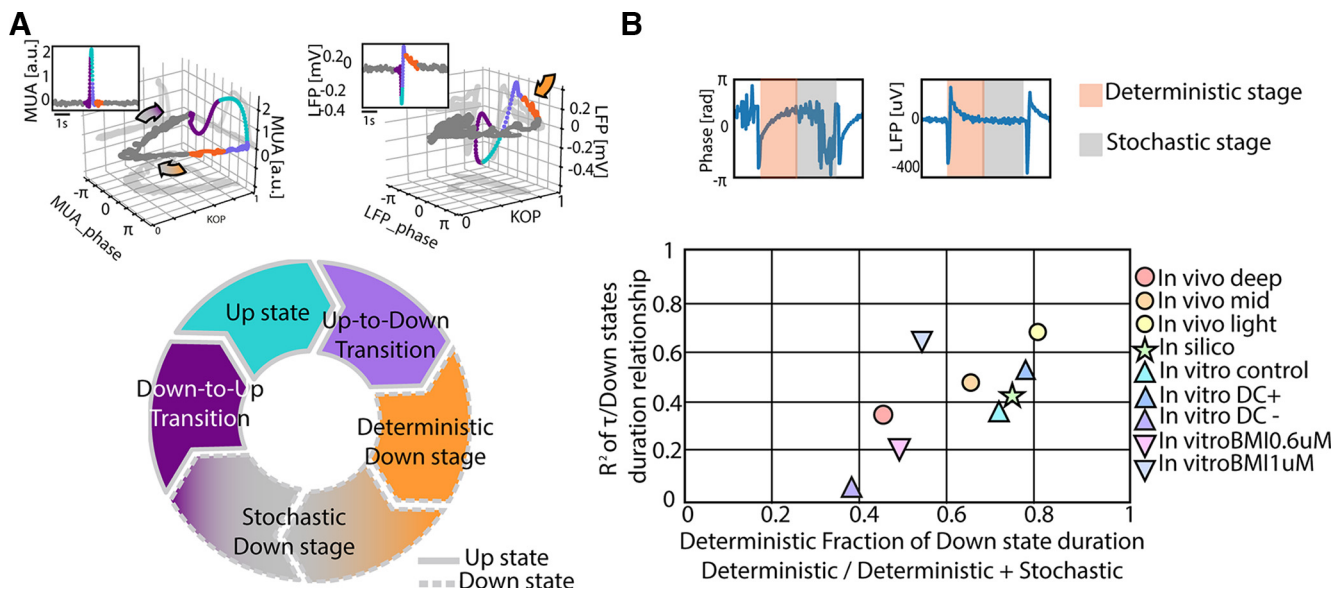 A
MUA [a.u.]
2
1
0
1s
2
1
0
MUA [a.u.]
-π
0
π
MUA_phase
0
KOP
1
LFP [mV]
0.2
0
-0.2
-0.4
1s
0.2
0
-0.2
-0.4
LFP [mV]
-π
0
π
LFP_phase
0
KOP
1
Up state
Up-to-Down
Transition
Down-to-Up
Transition
Deterministic
Down stage
Stochastic
Down stage
Up state
Down state
B
Phase [rad]
π
0
-π
LFP [uV]
200
0
-400
Deterministic stage
Stochastic stage
R² of τ/Down states
duration relationship
1
0.8
0.6
0.4
0.2
0
0
0.2
0.4
0.6
0.8
1
Deterministic Fraction of Down state duration
Deterministic / Deterministic + Stochastic
In vivo deep
In vivo mid
In vivo light
In silico
In vitro control
In vitro DC+
In vitro DC -
In vitroBMI0.6uM
In vitroBMI1uM